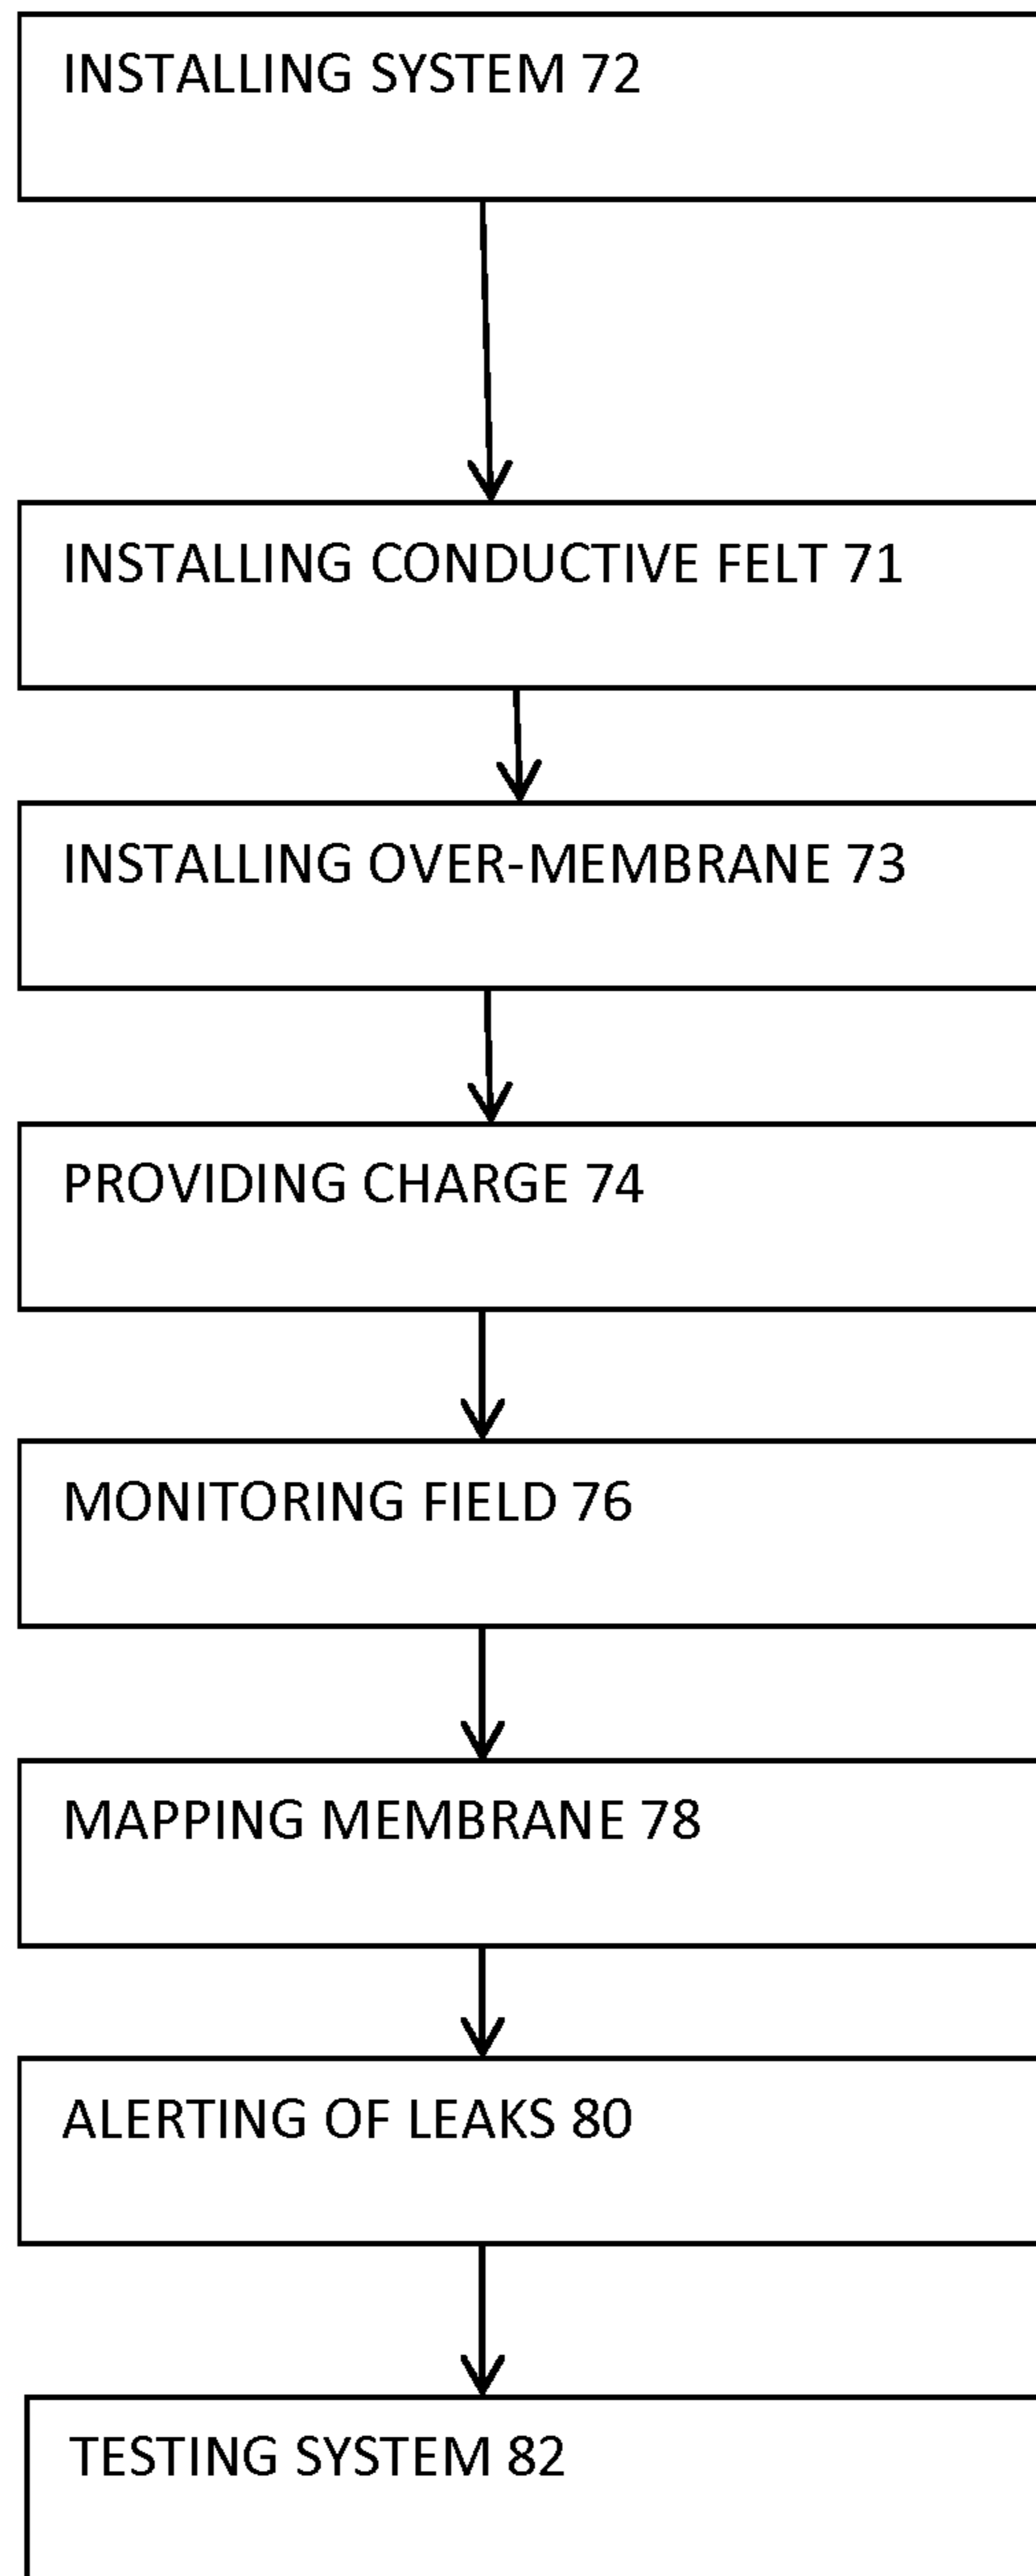 INSTALLING SYSTEM 72
INSTALLING CONDUCTIVE FELT 71
INSTALLING OVER-MEMBRANE 73
PROVIDING CHARGE 74
MONITORING FIELD 76
MAPPING MEMBRANE 78
ALERTING OF LEAKS 80
TESTING SYSTEM 82